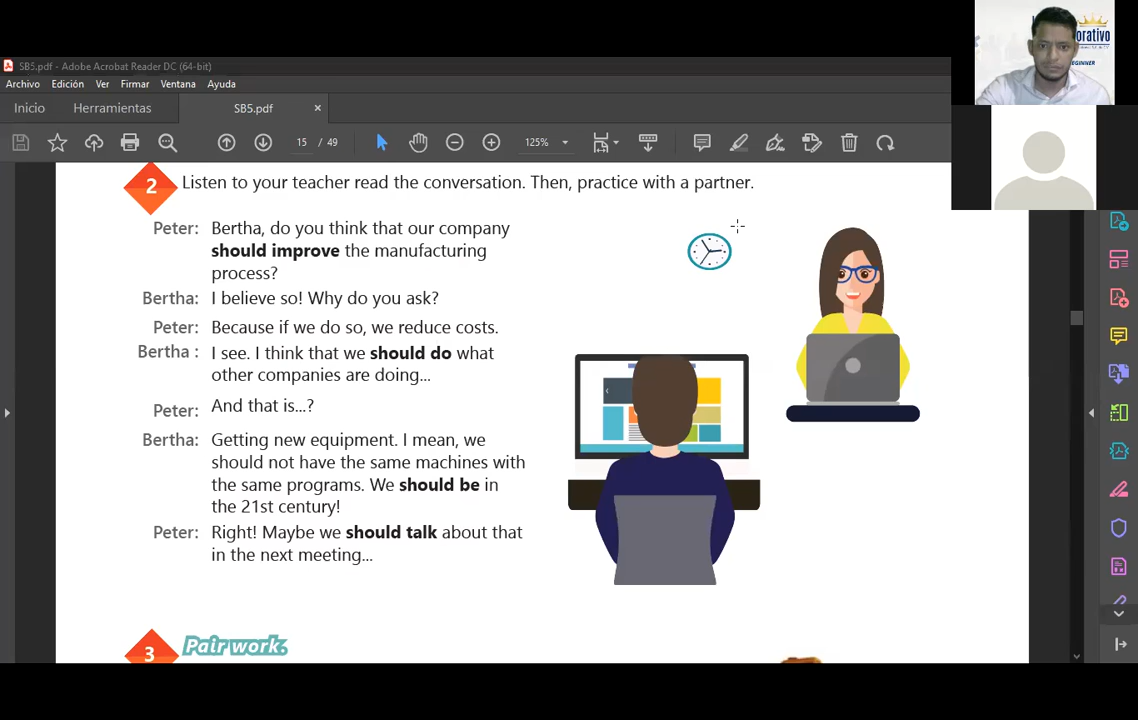 SB5.pdf - Adobe Acrobat Reader DC (64-bit)
Archivo Edición Ver Firmar Ventana Ayuda
Inicio Herramientas SB5.pdf ×
15 / 49 125%
orativo
EGINNER
2 Listen to your teacher read the conversation. Then, practice with a partner.
Peter: Bertha, do you think that our company
should improve the manufacturing
process?
Bertha: I believe so! Why do you ask?
Peter: Because if we do so, we reduce costs.
Bertha : I see. I think that we should do what
other companies are doing...
Peter: And that is...?
Bertha: Getting new equipment. I mean, we
should not have the same machines with
the same programs. We should be in
the 21st century!
Peter: Right! Maybe we should talk about that
in the next meeting...
3 Pair work.